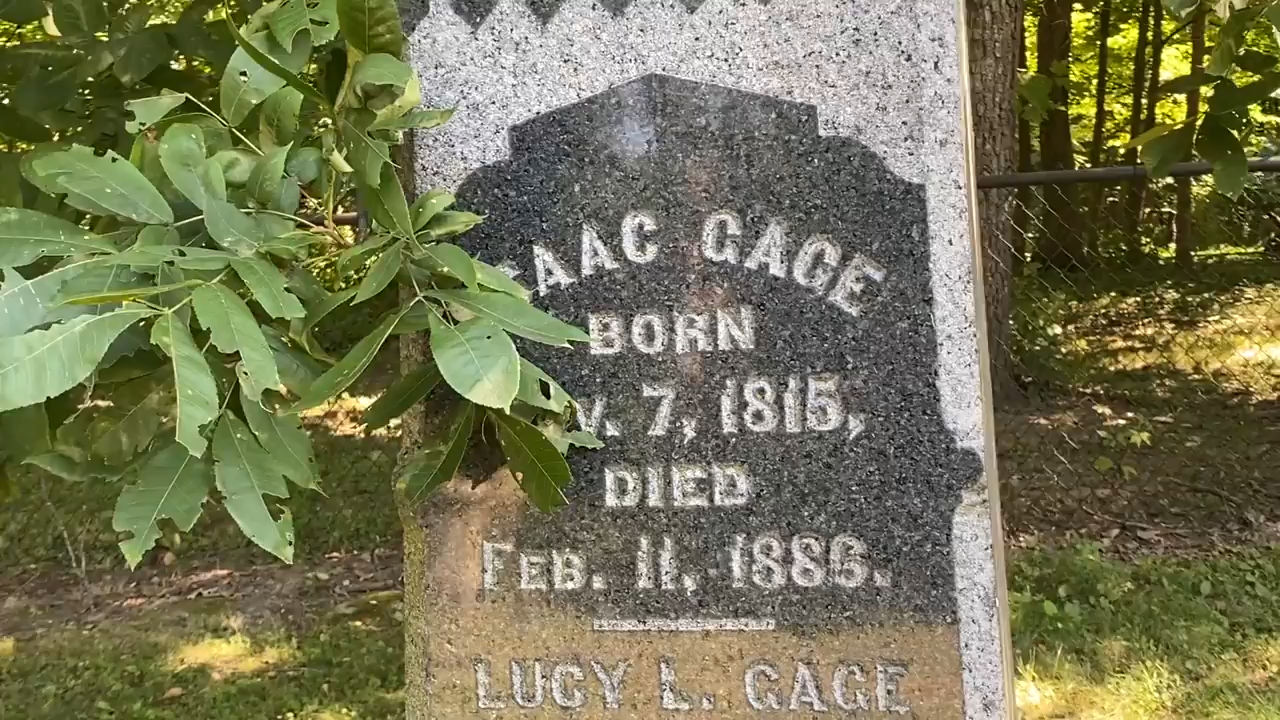 AAC GAGE
BORN
V. 7, 1815,
DIED
FEB. 11, 1886.
LUCY L. GAGE